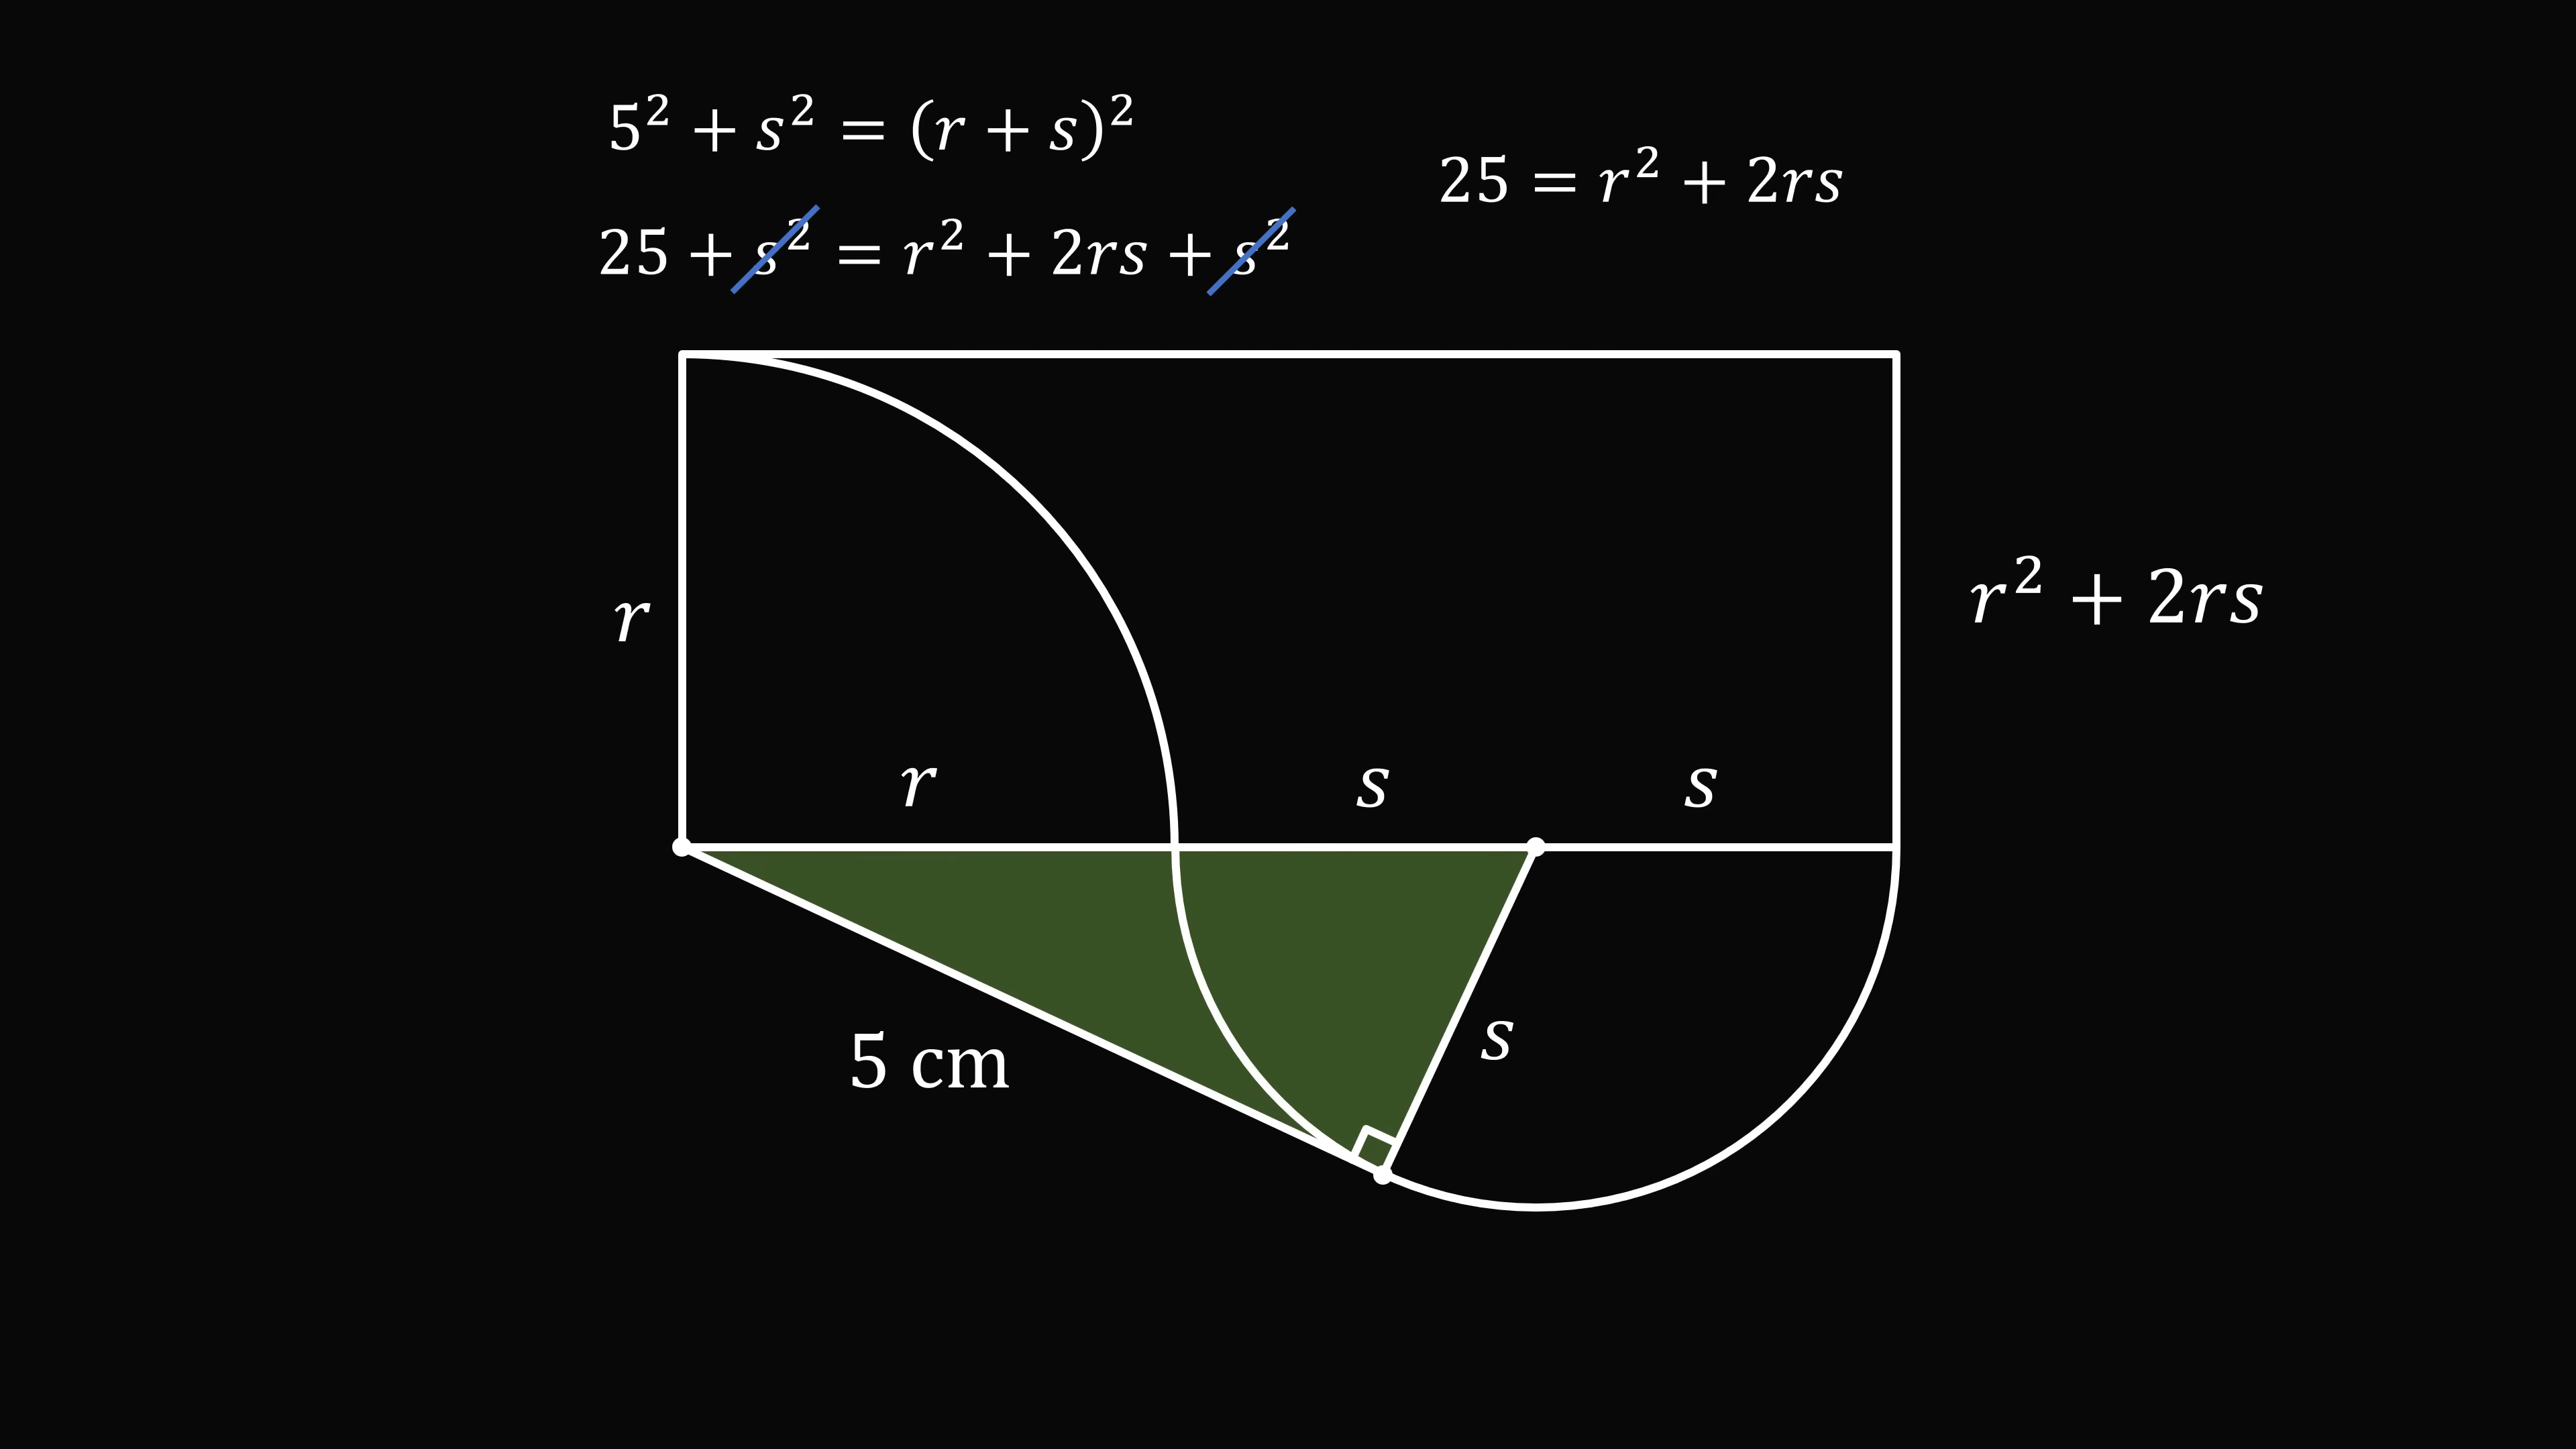 5² + s² = (r + s)²
25 = r² + 2rs
25 + s² = r² + 2rs + s²
r
r² + 2rs
r s s
5 cm
s